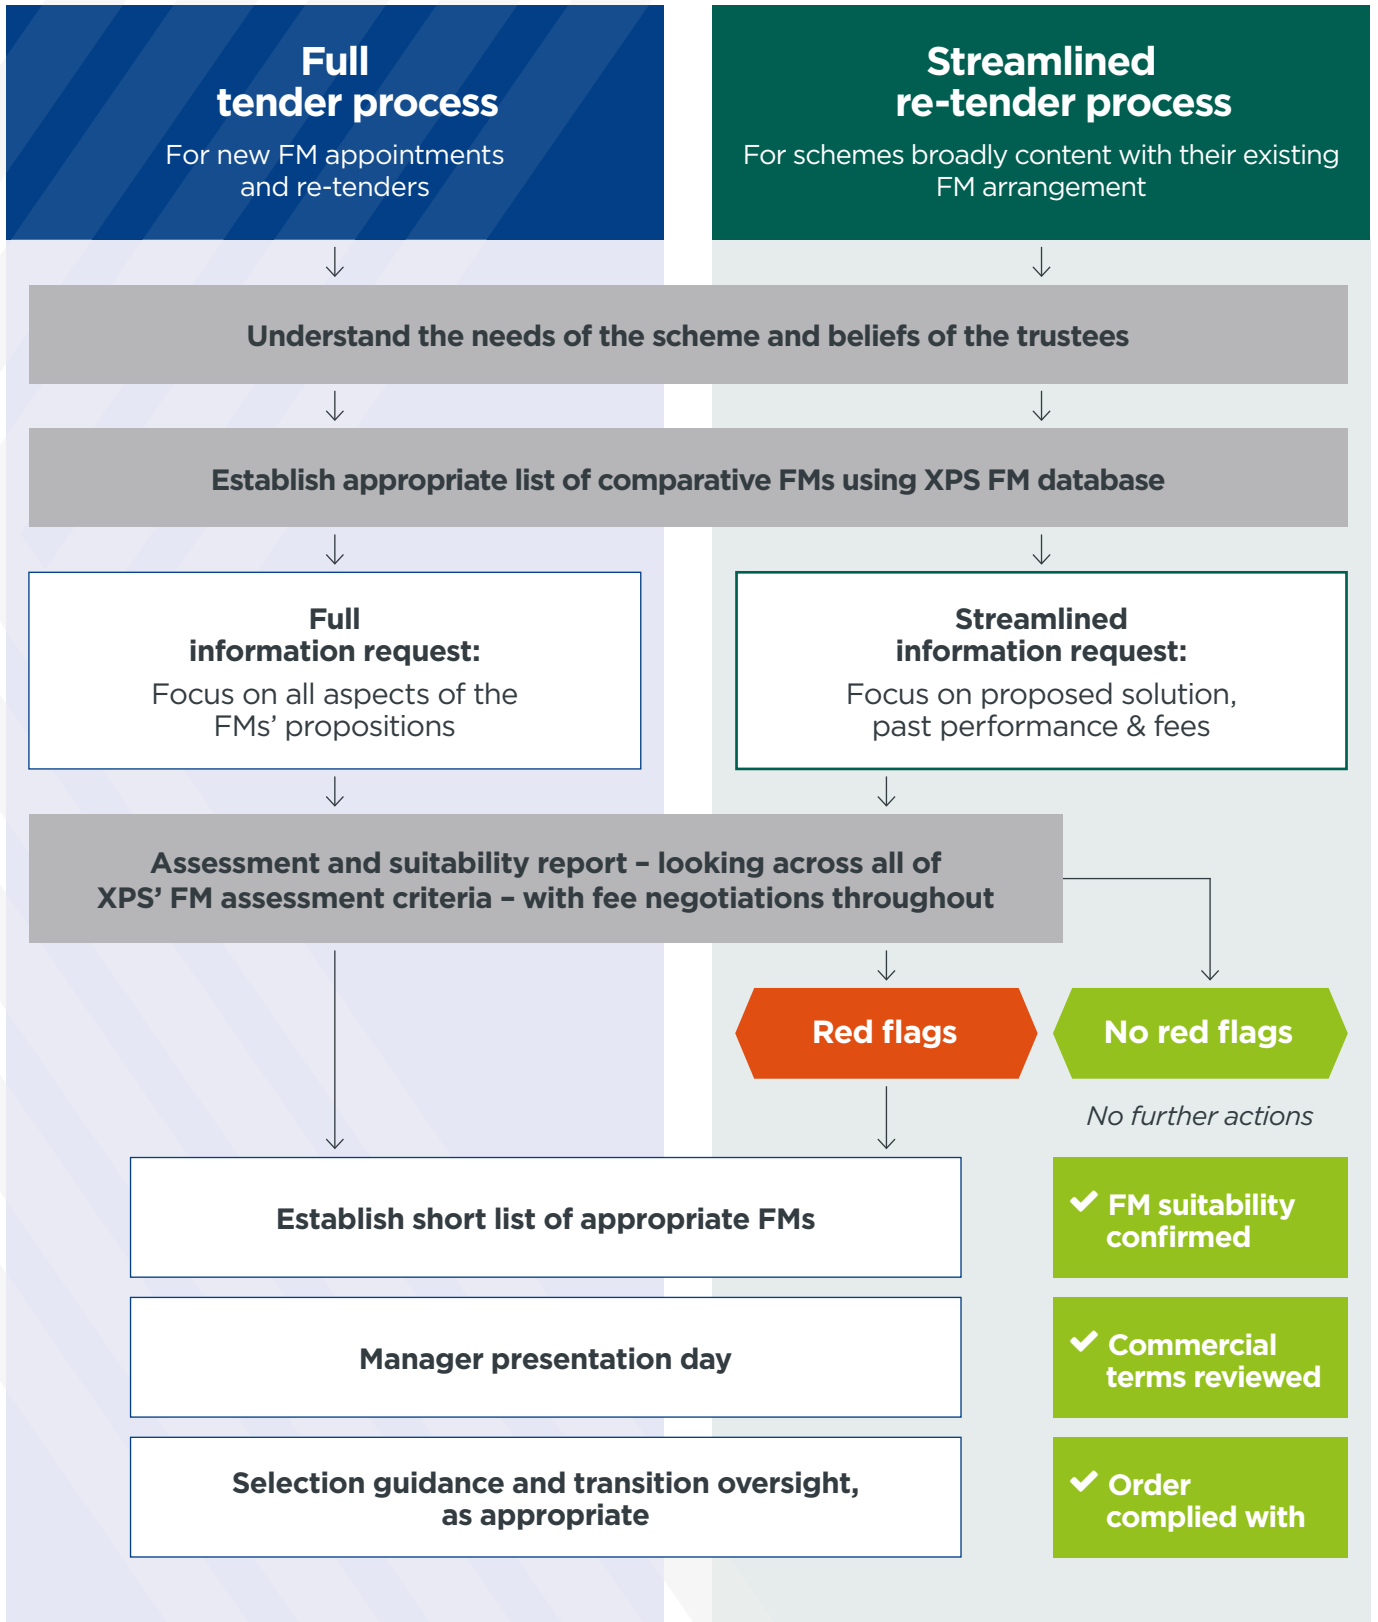 Full
tender process
For new FM appointments
and re-tenders
Streamlined
re-tender process
For schemes broadly content with their existing
FM arrangement
Understand the needs of the scheme and beliefs of the trustees
Establish appropriate list of comparative FMs using XPS FM database
Full
information request:
Focus on all aspects of the
FMs’ propositions
Streamlined
information request:
Focus on proposed solution,
past performance & fees
Assessment and suitability report – looking across all of
XPS’ FM assessment criteria – with fee negotiations throughout
Red flags
No red flags
No further actions
Establish short list of appropriate FMs
Manager presentation day
Selection guidance and transition oversight,
as appropriate
FM suitability
confirmed
Commercial
terms reviewed
Order
complied with